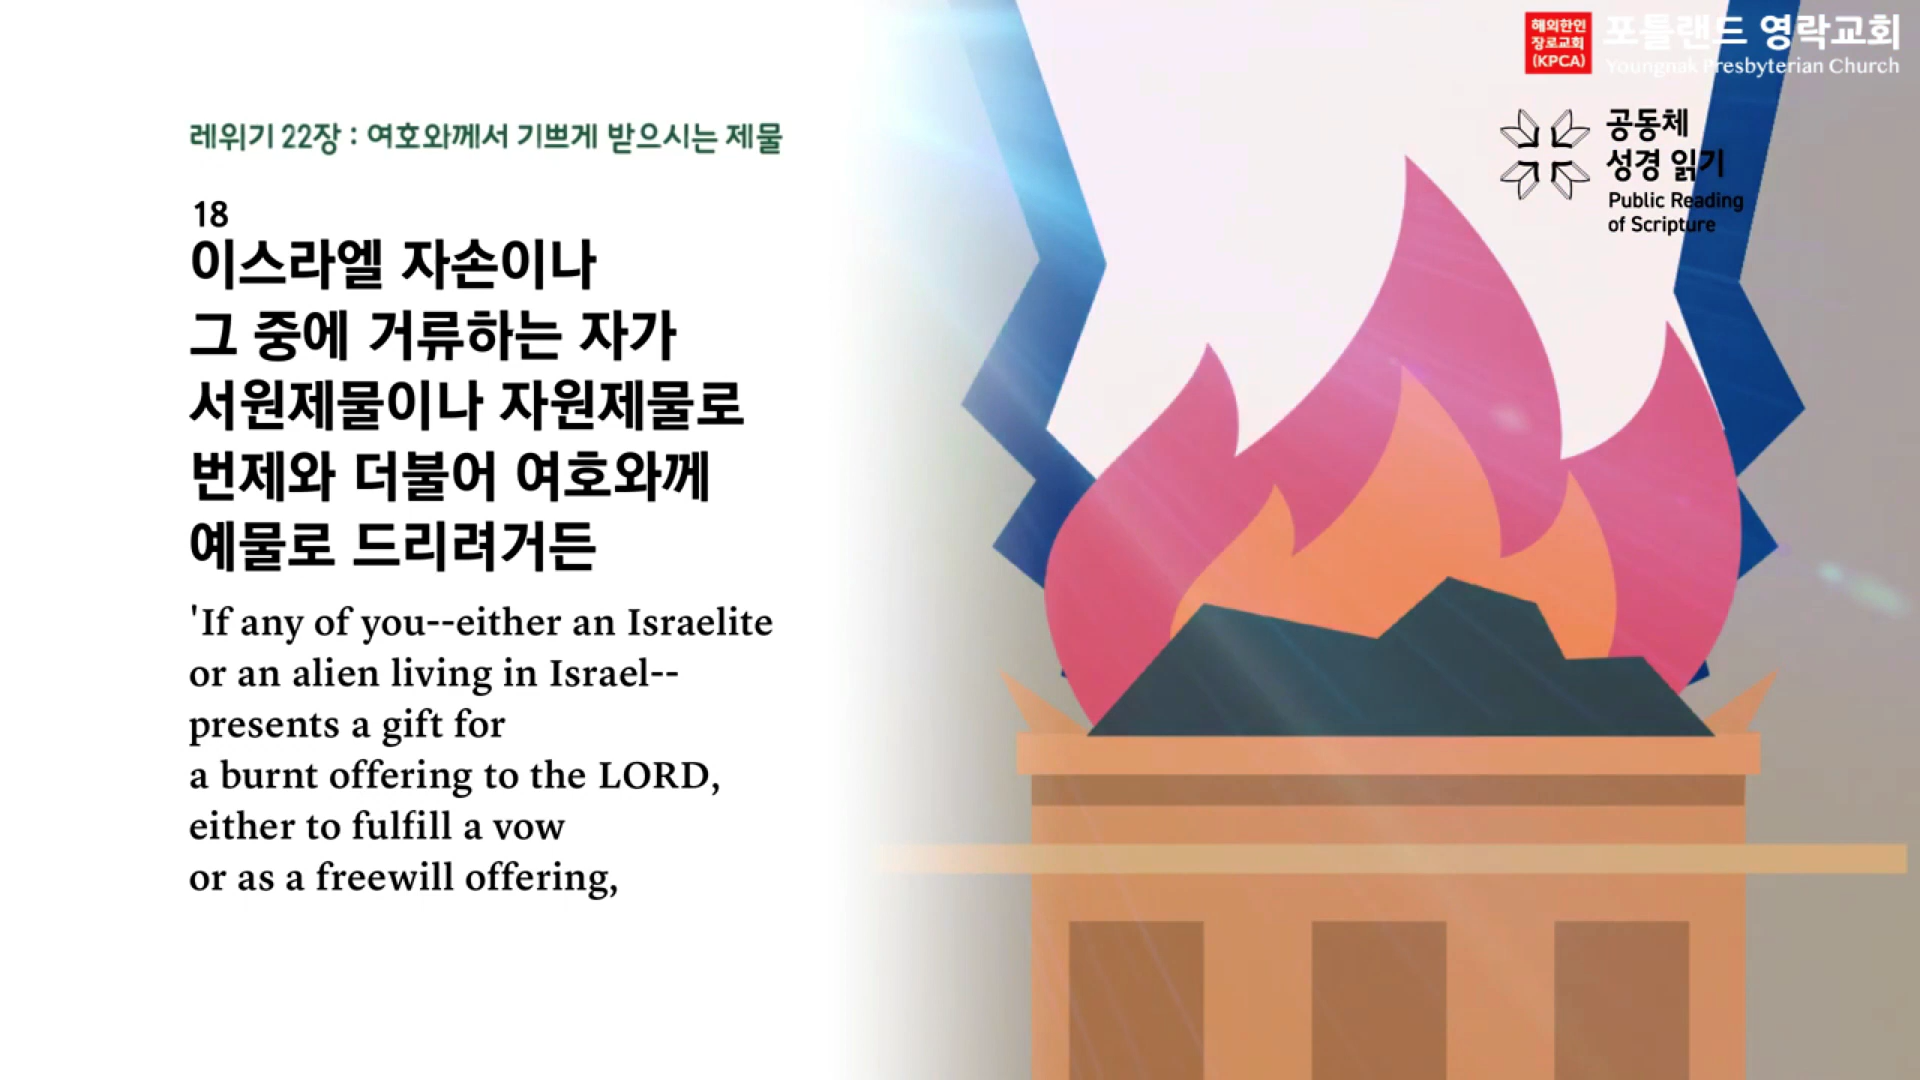 해외한인
장로교회
(KPCA)
포틀랜드 영락교회
Youngnak Presbyterian Church
공동체
성경 읽기
Public Reading
of Scripture
레위기 22장 : 여호와께서 기쁘게 받으시는 제물
18
이스라엘 자손이나
그 중에 거류하는 자가
서원제물이나 자원제물로
번제와 더불어 여호와께
예물로 드리려거든
'If any of you--either an Israelite
or an alien living in Israel--
presents a gift for
a burnt offering to the LORD,
either to fulfill a vow
or as a freewill offering,